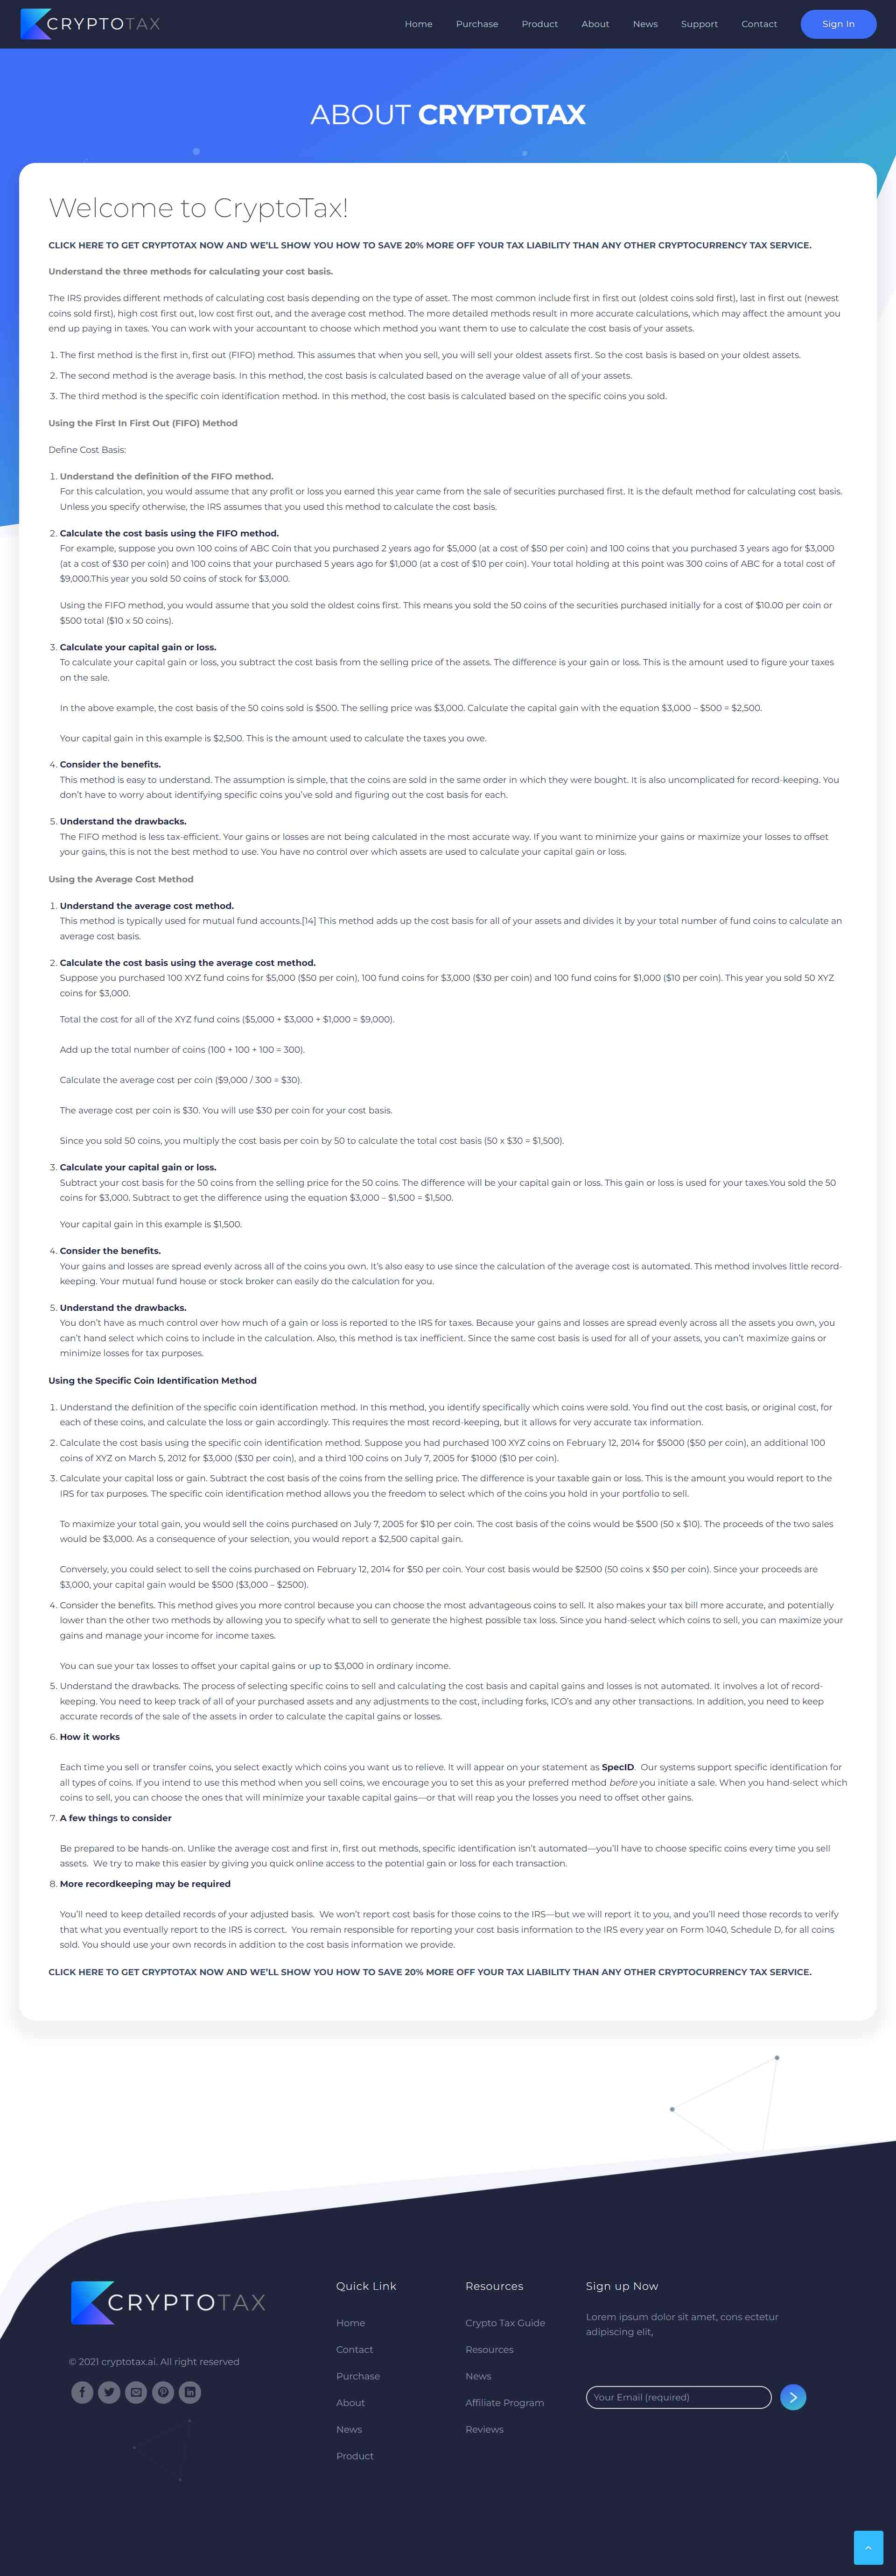 CRYPTOTAX
Home
Purchase
Product
About
News
Support
Contact
Sign In
ABOUT CRYPTOTAX
Welcome to CryptoTax!
CLICK HERE TO GET CRYPTOTAX NOW AND WE'LL SHOW YOU HOW TO SAVE 20% MORE OFF YOUR TAX LIABILITY THAN ANY OTHER CRYPTOCURRENCY TAX SERVICE.
Understand the three methods for calculating your cost basis.
The IRS provides different methods of calculating cost basis depending on the type of asset. The most common include first in first out (oldest coins sold first), last in first out (newest
coins sold first), high cost first out, low cost first out, and the average cost method. The more detailed methods result in more accurate calculations, which may affect the amount you
end up paying in taxes. You can work with your accountant to choose which method you want them to use to calculate the cost basis of your assets.
1. The first method is the first in, first out (FIFO) method. This assumes that when you sell, you will sell your oldest assets first. So the cost basis is based on your oldest assets.
2. The second method is the average basis. In this method, the cost basis is calculated based on the average value of all of your assets.
3. The third method is the specific coin identification method. In this method, the cost basis is calculated based on the specific coins you sold.
Using the First In First Out (FIFO) Method
Define Cost Basis:
1. Understand the definition of the FIFO method.
For this calculation, you would assume that any profit or loss you earned this year came from the sale of securities purchased first. It is the default method for calculating cost basis.
Unless you specify otherwise, the IRS assumes that you used this method to calculate the cost basis.
2. Calculate the cost basis using the FIFO method.
For example, suppose you own 100 coins of ABC Coin that you purchased 2 years ago for $5,000 (at a cost of $50 per coin) and 100 coins that you purchased 3 years ago for $3,000
(at a cost of $30 per coin) and 100 coins that your purchased 5 years ago for $1,000 (at a cost of $10 per coin). Your total holding at this point was 300 coins of ABC for a total cost of
$9,000.This year you sold 50 coins of stock for $3,000.
Using the FIFO method, you would assume that you sold the oldest coins first. This means you sold the 50 coins of the securities purchased initially for a cost of $10.00 per coin or
$500 total ($10 x 50 coins).
3. Calculate your capital gain or loss.
To calculate your capital gain or loss, you subtract the cost basis from the selling price of the assets. The difference is your gain or loss. This is the amount used to figure your taxes
on the sale.
In the above example, the cost basis of the 50 coins sold is $500. The selling price was $3,000. Calculate the capital gain with the equation $3,000 – $500 = $2,500.
Your capital gain in this example is $2,500. This is the amount used to calculate the taxes you owe.
4. Consider the benefits.
This method is easy to understand. The assumption is simple, that the coins are sold in the same order in which they were bought. It is also uncomplicated for record-keeping. You
don't have to worry about identifying specific coins you've sold and figuring out the cost basis for each.
5. Understand the drawbacks.
The FIFO method is less tax-efficient. Your gains or losses are not being calculated in the most accurate way. If you want to minimize your gains or maximize your losses to offset
your gains, this is not the best method to use. You have no control over which assets are used to calculate your capital gain or loss.
Using the Average Cost Method
1. Understand the average cost method.
This method is typically used for mutual fund accounts.[14] This method adds up the cost basis for all of your assets and divides it by your total number of fund coins to calculate an
average cost basis.
2. Calculate the cost basis using the average cost method.
Suppose you purchased 100 XYZ fund coins for $5,000 ($50 per coin), 100 fund coins for $3,000 ($30 per coin) and 100 fund coins for $1,000 ($10 per coin). This year you sold 50 XYZ
coins for $3,000.
Total the cost for all of the XYZ fund coins ($5,000 + $3,000 + $1,000 = $9,000).
Add up the total number of coins (100 + 100 + 100 = 300).
Calculate the average cost per coin ($9,000 / 300 = $30).
The average cost per coin is $30. You will use $30 per coin for your cost basis.
Since you sold 50 coins, you multiply the cost basis per coin by 50 to calculate the total cost basis (50 x $30 = $1,500).
3. Calculate your capital gain or loss.
Subtract your cost basis for the 50 coins from the selling price for the 50 coins. The difference will be your capital gain or loss. This gain or loss is used for your taxes.You sold the 50
coins for $3,000. Subtract to get the difference using the equation $3,000 – $1,500 = $1,500.
Your capital gain in this example is $1,500.
4. Consider the benefits.
Your gains and losses are spread evenly across all of the coins you own. It's also easy to use since the calculation of the average cost is automated. This method involves little record-
keeping. Your mutual fund house or stock broker can easily do the calculation for you.
5. Understand the drawbacks.
You don't have as much control over how much of a gain or loss is reported to the IRS for taxes. Because your gains and losses are spread evenly across all the assets you own, you
can't hand select which coins to include in the calculation. Also, this method is tax inefficient. Since the same cost basis is used for all of your assets, you can't maximize gains or
minimize losses for tax purposes.
Using the Specific Coin Identification Method
1. Understand the definition of the specific coin identification method. In this method, you identify specifically which coins were sold. You find out the cost basis, or original cost, for
each of these coins, and calculate the loss or gain accordingly. This requires the most record-keeping, but it allows for very accurate tax information.
2. Calculate the cost basis using the specific coin identification method. Suppose you had purchased 100 XYZ coins on February 12, 2014 for $5000 ($50 per coin), an additional 100
coins of XYZ on March 5, 2012 for $3,000 ($30 per coin), and a third 100 coins on July 7, 2005 for $1000 ($10 per coin).
3. Calculate your capital loss or gain. Subtract the cost basis of the coins from the selling price. The difference is your taxable gain or loss. This is the amount you would report to the
IRS for tax purposes. The specific coin identification method allows you the freedom to select which of the coins you hold in your portfolio to sell.
To maximize your total gain, you would sell the coins purchased on July 7, 2005 for $10 per coin. The cost basis of the coins would be $500 (50 x $10). The proceeds of the two sales
would be $3,000. As a consequence of your selection, you would report a $2,500 capital gain.
Conversely, you could select to sell the coins purchased on February 12, 2014 for $50 per coin. Your cost basis would be $2500 (50 coins x $50 per coin). Since your proceeds are
$3,000, your capital gain would be $500 ($3,000 – $2500).
4. Consider the benefits. This method gives you more control because you can choose the most advantageous coins to sell. It also makes your tax bill more accurate, and potentially
lower than the other two methods by allowing you to specify what to sell to generate the highest possible tax loss. Since you hand-select which coins to sell, you can maximize your
gains and manage your income for income taxes.
You can sue your tax losses to offset your capital gains or up to $3,000 in ordinary income.
5. Understand the drawbacks. The process of selecting specific coins to sell and calculating the cost basis and capital gains and losses is not automated. It involves a lot of record-
keeping. You need to keep track of all of your purchased assets and any adjustments to the cost, including forks, ICO's and any other transactions. In addition, you need to keep
accurate records of the sale of the assets in order to calculate the capital gains or losses.
6. How it works
Each time you sell or transfer coins, you select exactly which coins you want us to relieve. It will appear on your statement as SpecID. Our systems support specific identification for
all types of coins. If you intend to use this method when you sell coins, we encourage you to set this as your preferred method before you initiate a sale. When you hand-select which
coins to sell, you can choose the ones that will minimize your taxable capital gains—or that will reap you the losses you need to offset other gains.
7. A few things to consider
Be prepared to be hands-on. Unlike the average cost and first in, first out methods, specific identification isn't automated—you'll have to choose specific coins every time you sell
assets. We try to make this easier by giving you quick online access to the potential gain or loss for each transaction.
8. More recordkeeping may be required
You'll need to keep detailed records of your adjusted basis. We won't report cost basis for those coins to the IRS—but we will report it to you, and you'll need those records to verify
that what you eventually report to the IRS is correct. You remain responsible for reporting your cost basis information to the IRS every year on Form 1040, Schedule D, for all coins
sold. You should use your own records in addition to the cost basis information we provide.
CLICK HERE TO GET CRYPTOTAX NOW AND WE'LL SHOW YOU HOW TO SAVE 20% MORE OFF YOUR TAX LIABILITY THAN ANY OTHER CRYPTOCURRENCY TAX SERVICE.
CRYPTOTAX
© 2021 cryptotax.ai. All right reserved
Quick Link
Home
Contact
Purchase
About
News
Product
Resources
Crypto Tax Guide
Resources
News
Affiliate Program
Reviews
Sign up Now
Lorem ipsum dolor sit amet, cons ectetur
adipiscing elit,
Your Email (required)